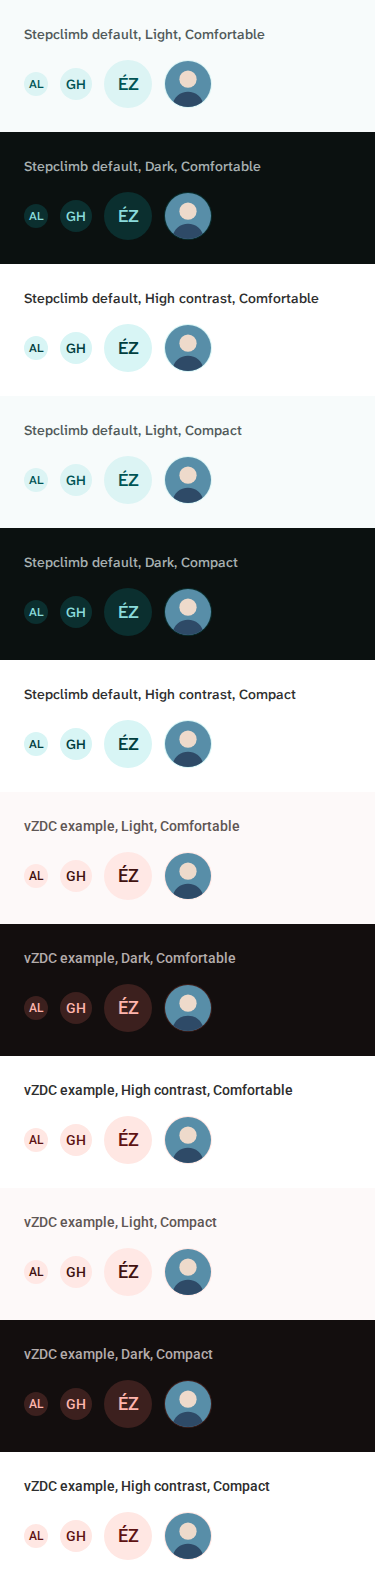 Stepclimb default, Light, Comfortable
AL GH ÉZ
Stepclimb default, Dark, Comfortable
AL GH ÉZ
Stepclimb default, High contrast, Comfortable
AL GH ÉZ
Stepclimb default, Light, Compact
AL GH ÉZ
Stepclimb default, Dark, Compact
AL GH ÉZ
Stepclimb default, High contrast, Compact
AL GH ÉZ
vZDC example, Light, Comfortable
AL GH ÉZ
vZDC example, Dark, Comfortable
AL GH ÉZ
vZDC example, High contrast, Comfortable
AL GH ÉZ
vZDC example, Light, Compact
AL GH ÉZ
vZDC example, Dark, Compact
AL GH ÉZ
vZDC example, High contrast, Compact
AL GH ÉZ